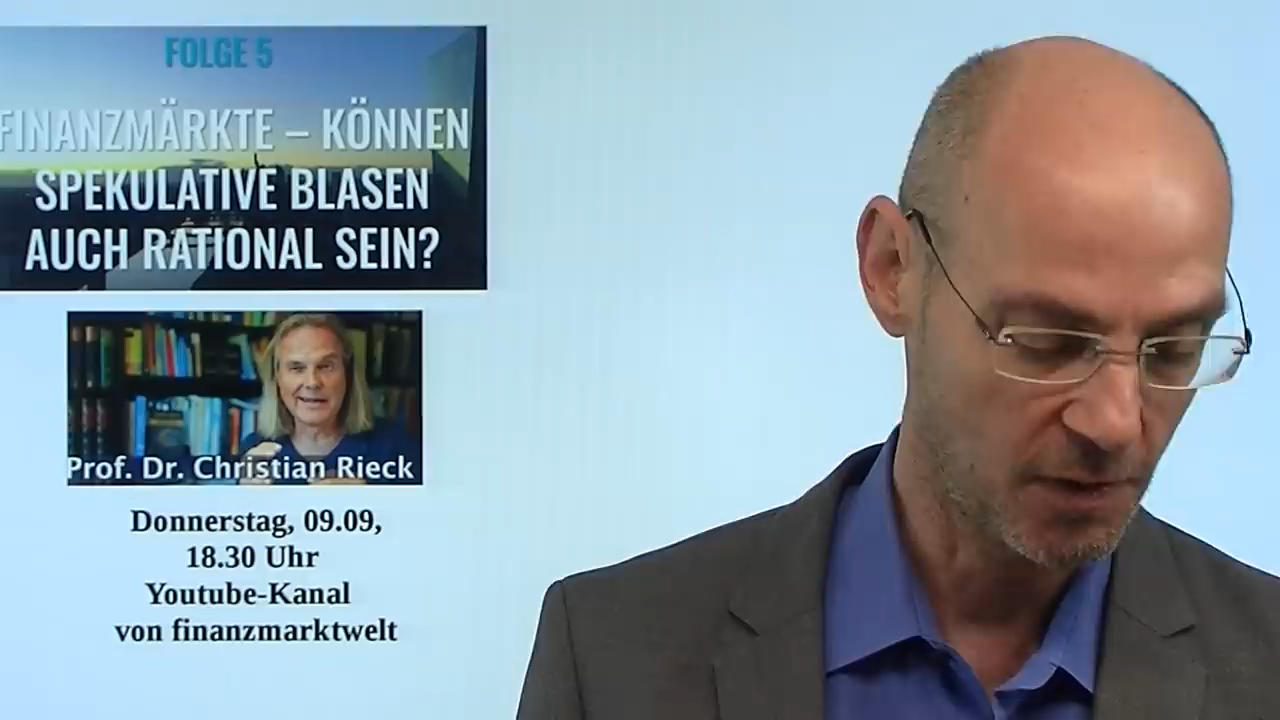 FOLGE 5
FINANZMÄRKTE – KÖNNEN
SPEKULATIVE BLASEN
AUCH RATIONAL SEIN?
Prof. Dr. Christian Rieck
Donnerstag, 09.09,
18.30 Uhr
Youtube-Kanal
von finanzmarktwelt